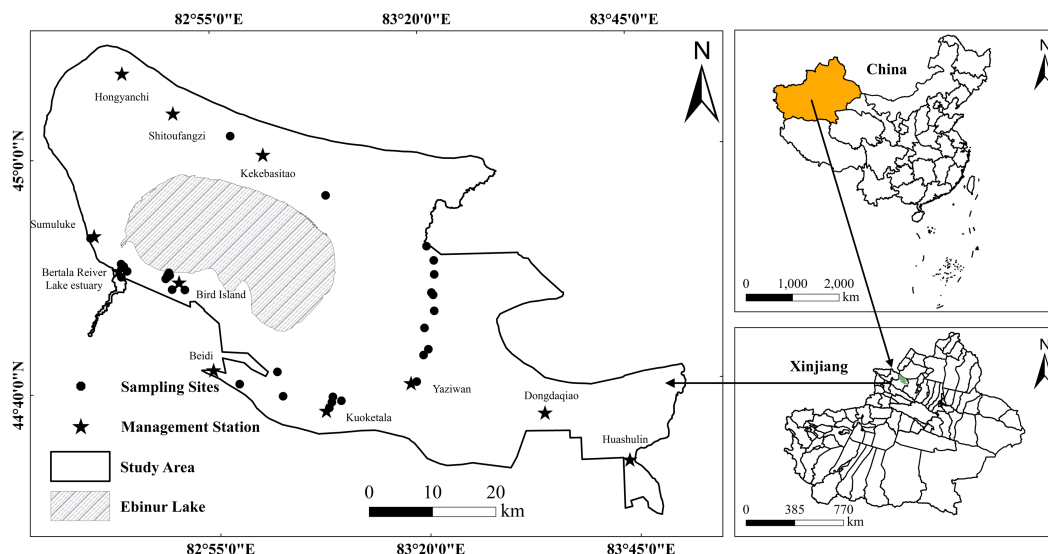 82°55'0"E
83°20'0"E
83°45'0"E
N
Hongyanchi
Shitoufangzi
Kekebasitao
45°0'0"N
Sumuluke
Bertala Reiver
Lake estuary
Bird Island
Beidi
Yaziwan
Kuoketala
Dongdaqiao
Huashulin
44°40'0"N
Sampling Sites
Management Station
Study Area
Ebinur Lake
0 10 20
km
82°55'0"E
83°20'0"E
83°45'0"E
N
China
0 1,000 2,000
km
N
Xinjiang
0 385 770
km